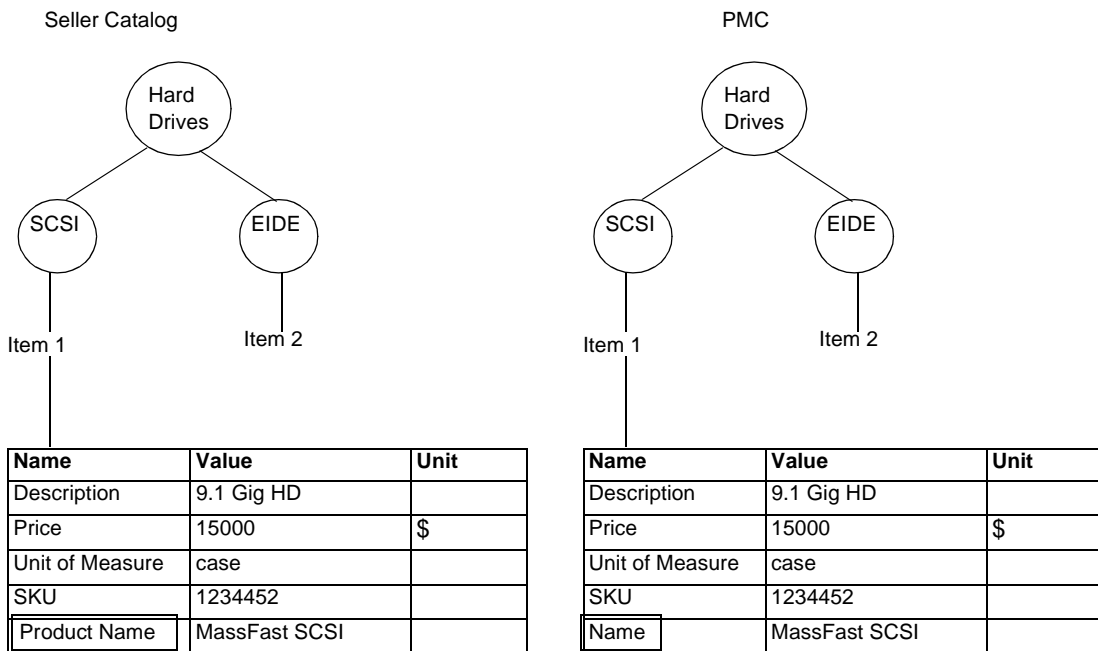 Seller Catalog
Hard
Drives
SCSI
EIDE
Item 1
Item 2
Name Value Unit
Description 9.1 Gig HD
Price 15000 $
Unit of Measure case
SKU 1234452
Product Name MassFast SCSI
PMC
Hard
Drives
SCSI
EIDE
Item 1
Item 2
Name Value Unit
Description 9.1 Gig HD
Price 15000 $
Unit of Measure case
SKU 1234452
Name MassFast SCSI